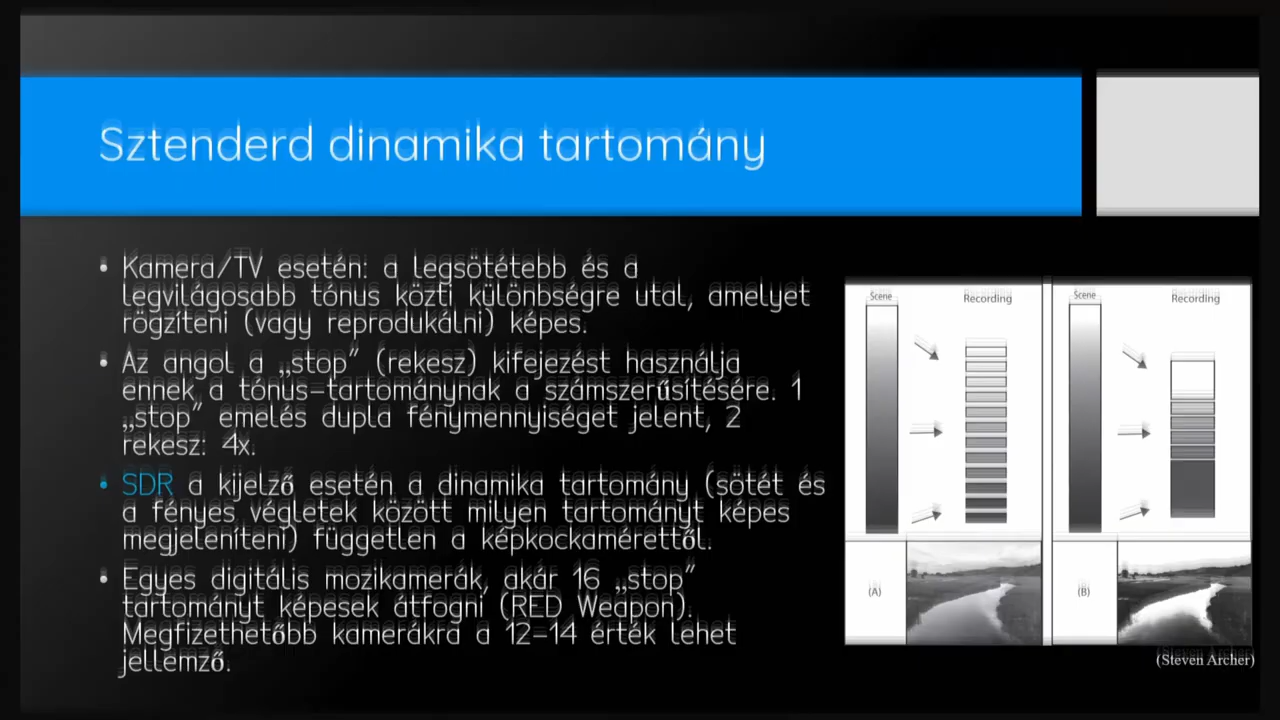 Sztenderd dinamika tartomány
• Kamera/TV esetén: a legsötétebb és a
legvilágosabb tónus közti különbségre utal, amelyet
rögzíteni (vagy reprodukálni) képes.
• Az angol a „stop” (rekesz) kifejezést használja
ennek a tónus-tartománynak a számszerűsítésére. 1
„stop” emelés dupla fénymennyiséget jelent, 2
rekesz: 4x.
• SDR a kijelző esetén a dinamika tartomány (sötét és
a fényes végletek között milyen tartományt képes
megjeleníteni) független a képkockamérettől.
• Egyes digitális mozikamerák, akár 16 „stop”
tartományt képesek átfogni (RED Weapon).
Megfizethetőbb kamerákra a 12-14 érték lehet
jellemző.
Scene
Recording
(A)
Scene
Recording
(B)
(Steven Archer)